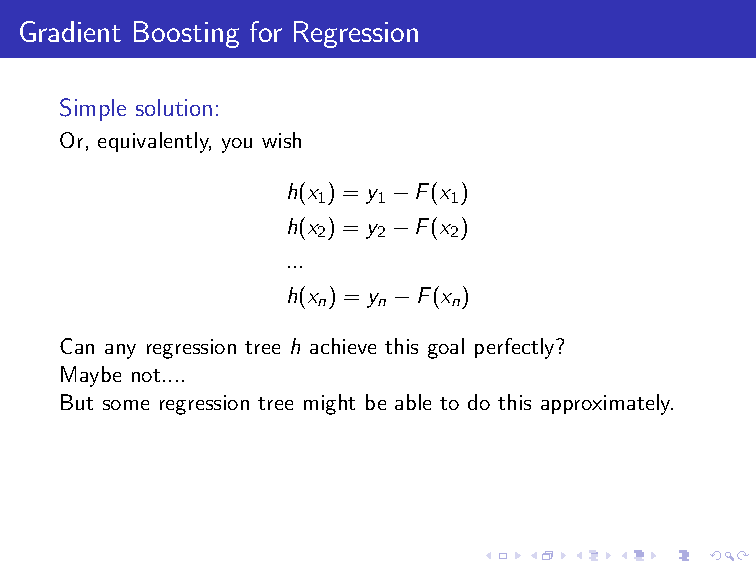 Gradient Boosting for Regression
Simple solution:
Or, equivalently, you wish
h(x₁) = y₁ − F(x₁)
h(x₂) = y₂ − F(x₂)
...
h(xₙ) = yₙ − F(xₙ)
Can any regression tree h achieve this goal perfectly?
Maybe not....
But some regression tree might be able to do this approximately.